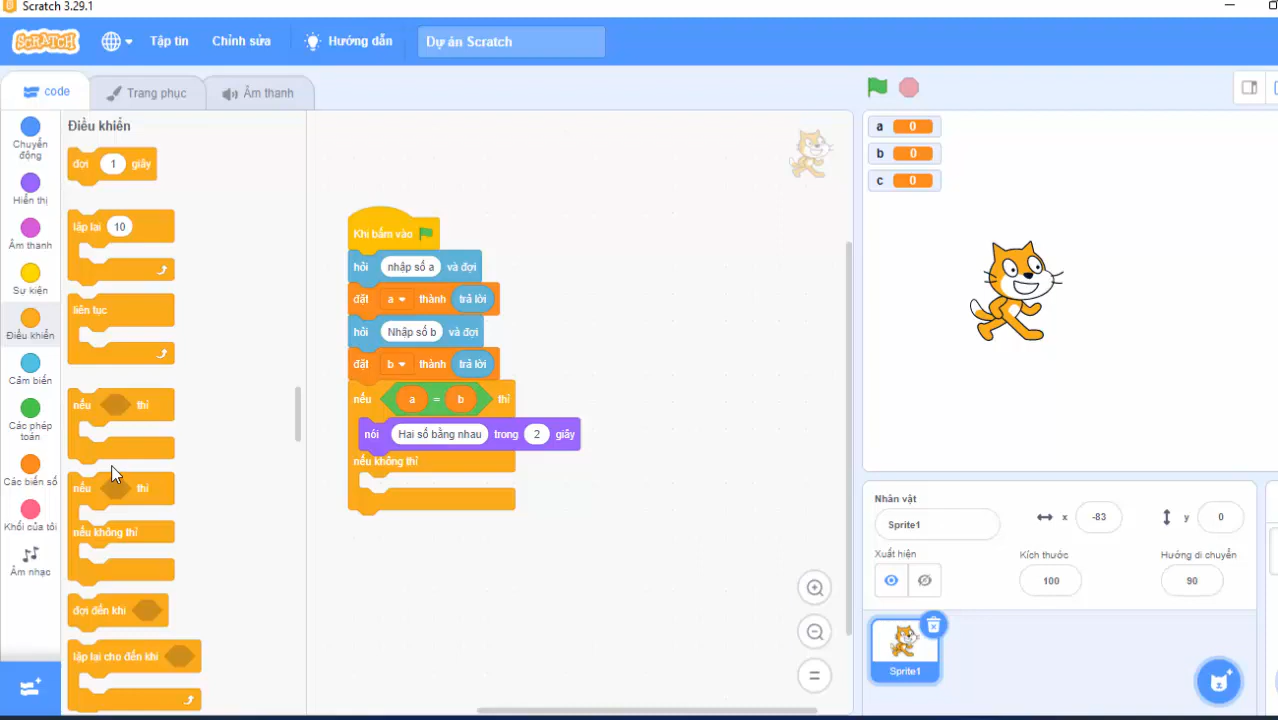 Scratch 3.29.1
SCRATCH
Tập tin
Chỉnh sửa
Hướng dẫn
Dự án Scratch
code
Trang phục
Âm thanh
Chuyển động
Hiển thị
Âm thanh
Sự kiện
Điều khiển
Cảm biến
Các phép toán
Các biến số
Khối của tôi
Âm nhạc
Điều khiển
đợi 1 giây
lặp lại 10
liên tục
nếu thì
nếu thì
nếu không thì
đợi đến khi
lặp lại cho đến khi
Khi bấm vào
hỏi nhập số a và đợi
đặt a thành trả lời
hỏi Nhập số b và đợi
đặt b thành trả lời
nếu a = b thì
nói Hai số bằng nhau trong 2 giây
nếu không thì
a 0
b 0
c 0
Nhân vật
Sprite1
x -83
y 0
Xuất hiện
Kích thước
100
Hướng di chuyển
90
Sprite1